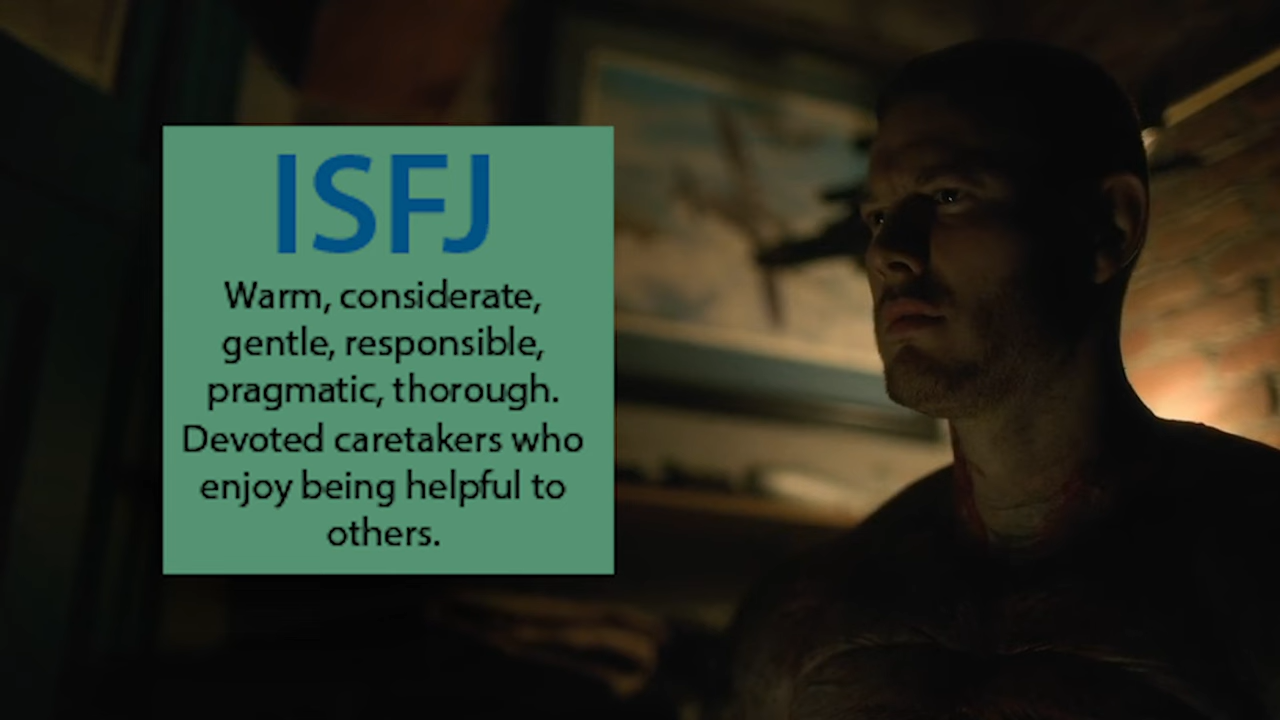 ISFJ
Warm, considerate,
gentle, responsible,
pragmatic, thorough.
Devoted caretakers who
enjoy being helpful to
others.